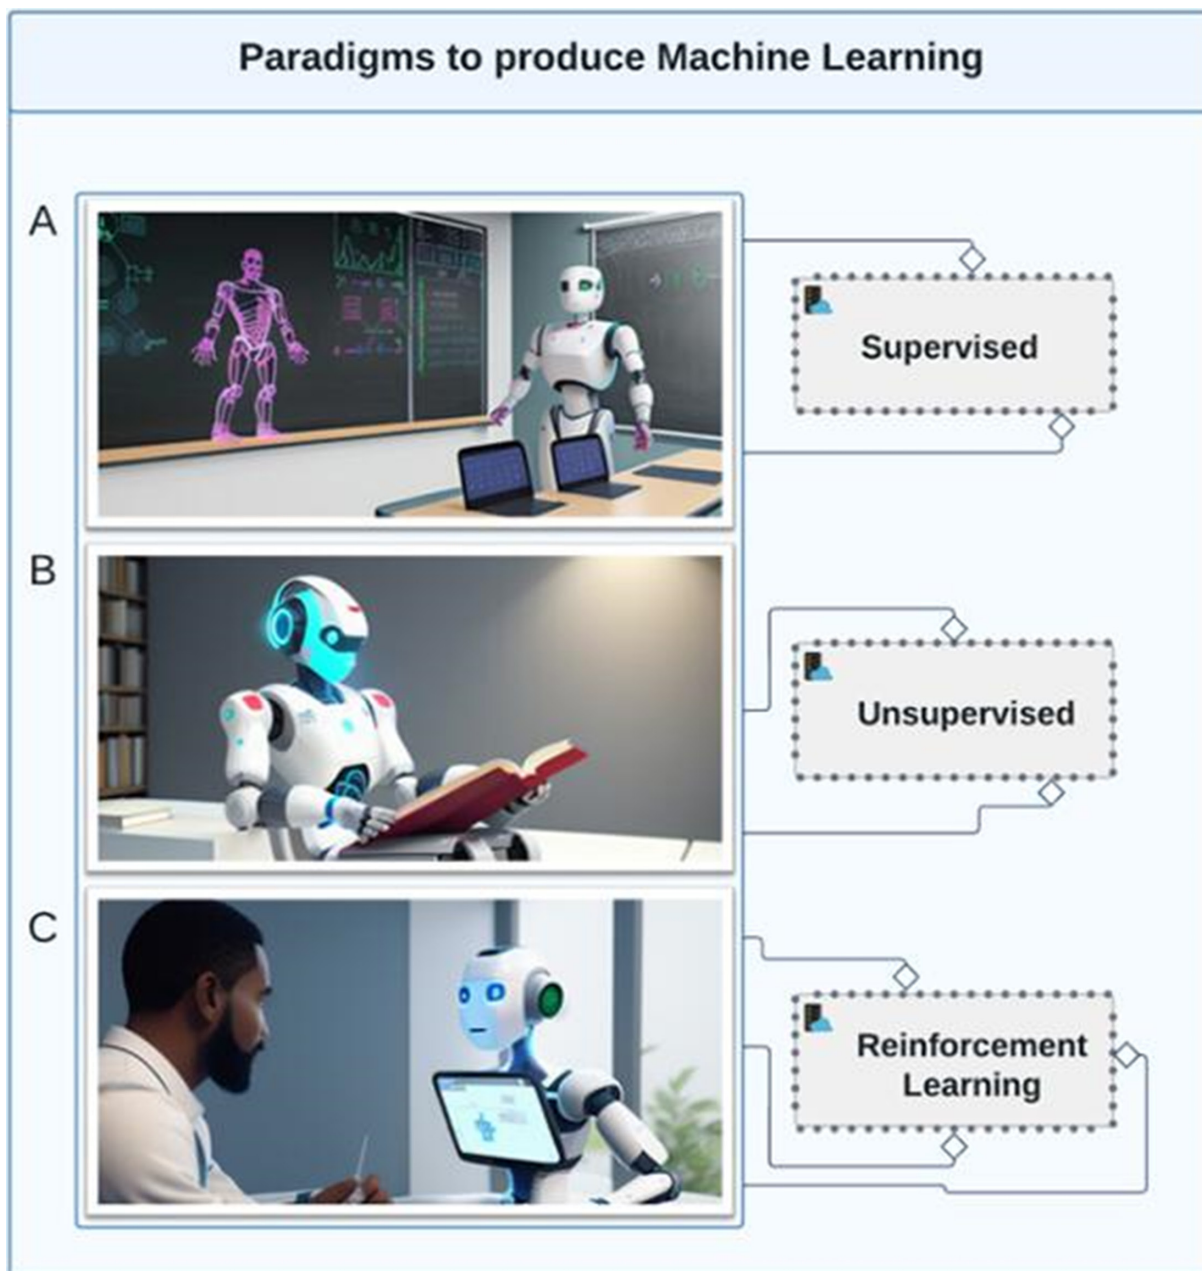 Paradigms to produce Machine Learning
A
Supervised
B
Unsupervised
C
Reinforcement
Learning